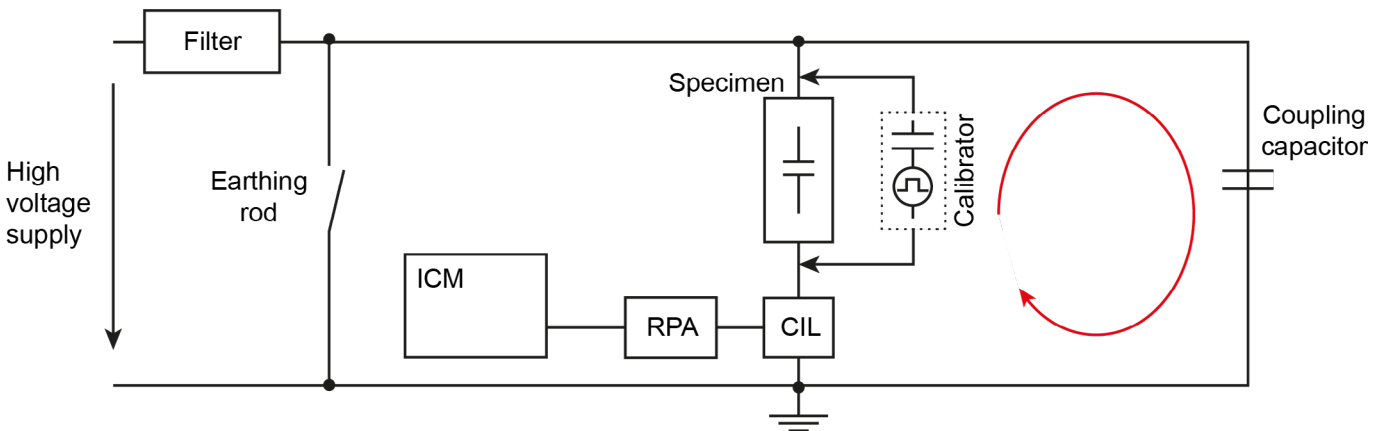 Filter
Specimen
Calibrator
Coupling
capacitor
High
voltage
supply
Earthing
rod
ICM
RPA
CIL